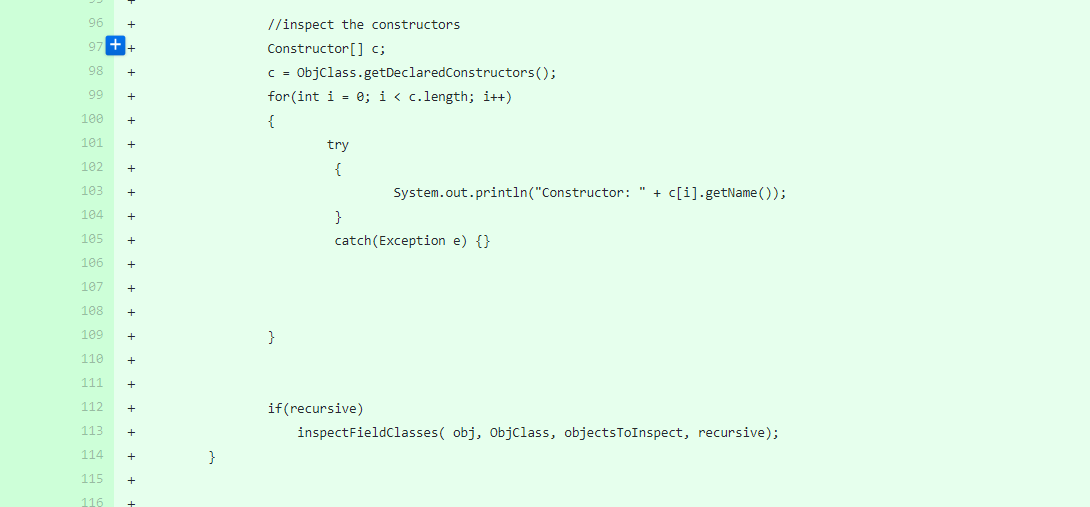 95 +
96 + //inspect the constructors
97 + + Constructor[] c;
98 + c = ObjClass.getDeclaredConstructors();
99 + for(int i = 0; i < c.length; i++)
100 + {
101 + try
102 + {
103 + System.out.println("Constructor: " + c[i].getName());
104 + }
105 + catch(Exception e) {}
106 +
107 +
108 +
109 + }
110 +
111 +
112 + if(recursive)
113 + inspectFieldClasses( obj, ObjClass, objectsToInspect, recursive);
114 + }
115 +
116 +